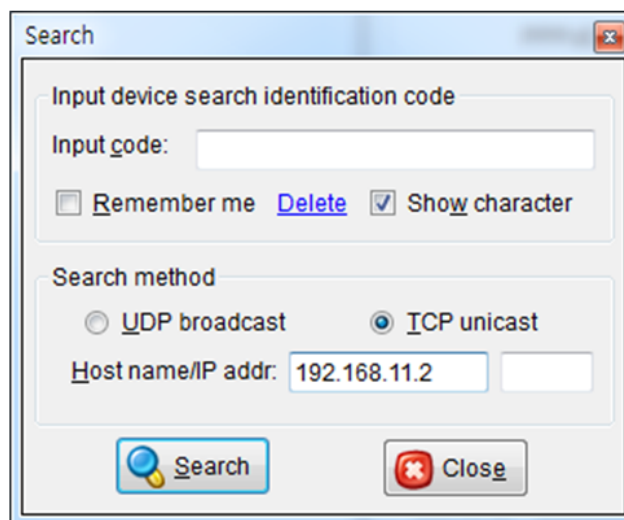 Search
Input device search identification code
Input code:
Remember me Delete Show character
Search method
UDP broadcast TCP unicast
Host name/IP addr: 192.168.11.2
Search Close